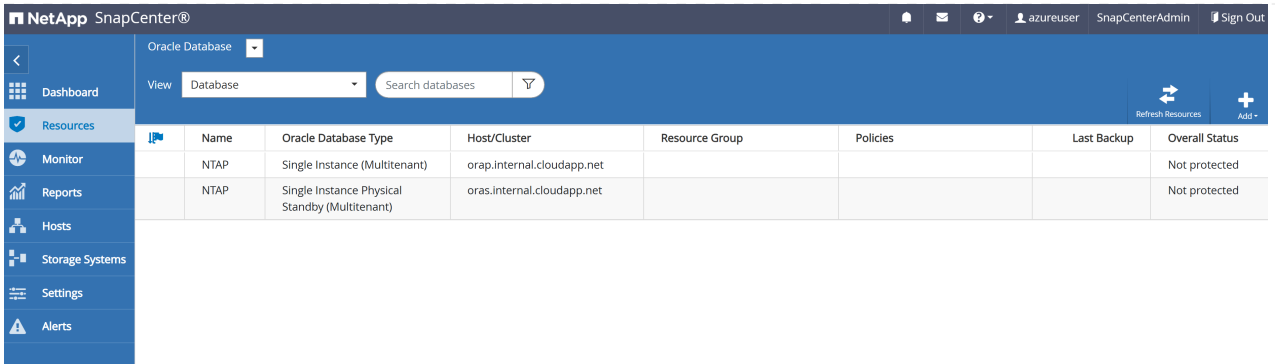 NetApp SnapCenter®
azureuser SnapCenterAdmin Sign Out
Oracle Database
View Database Search databases
Refresh Resources Add
Dashboard
Resources
Monitor
Reports
Hosts
Storage Systems
Settings
Alerts
Name Oracle Database Type Host/Cluster Resource Group Policies Last Backup Overall Status
NTAP Single Instance (Multitenant) orap.internal.cloudapp.net Not protected
NTAP Single Instance Physical oras.internal.cloudapp.net Not protected
Standby (Multitenant)